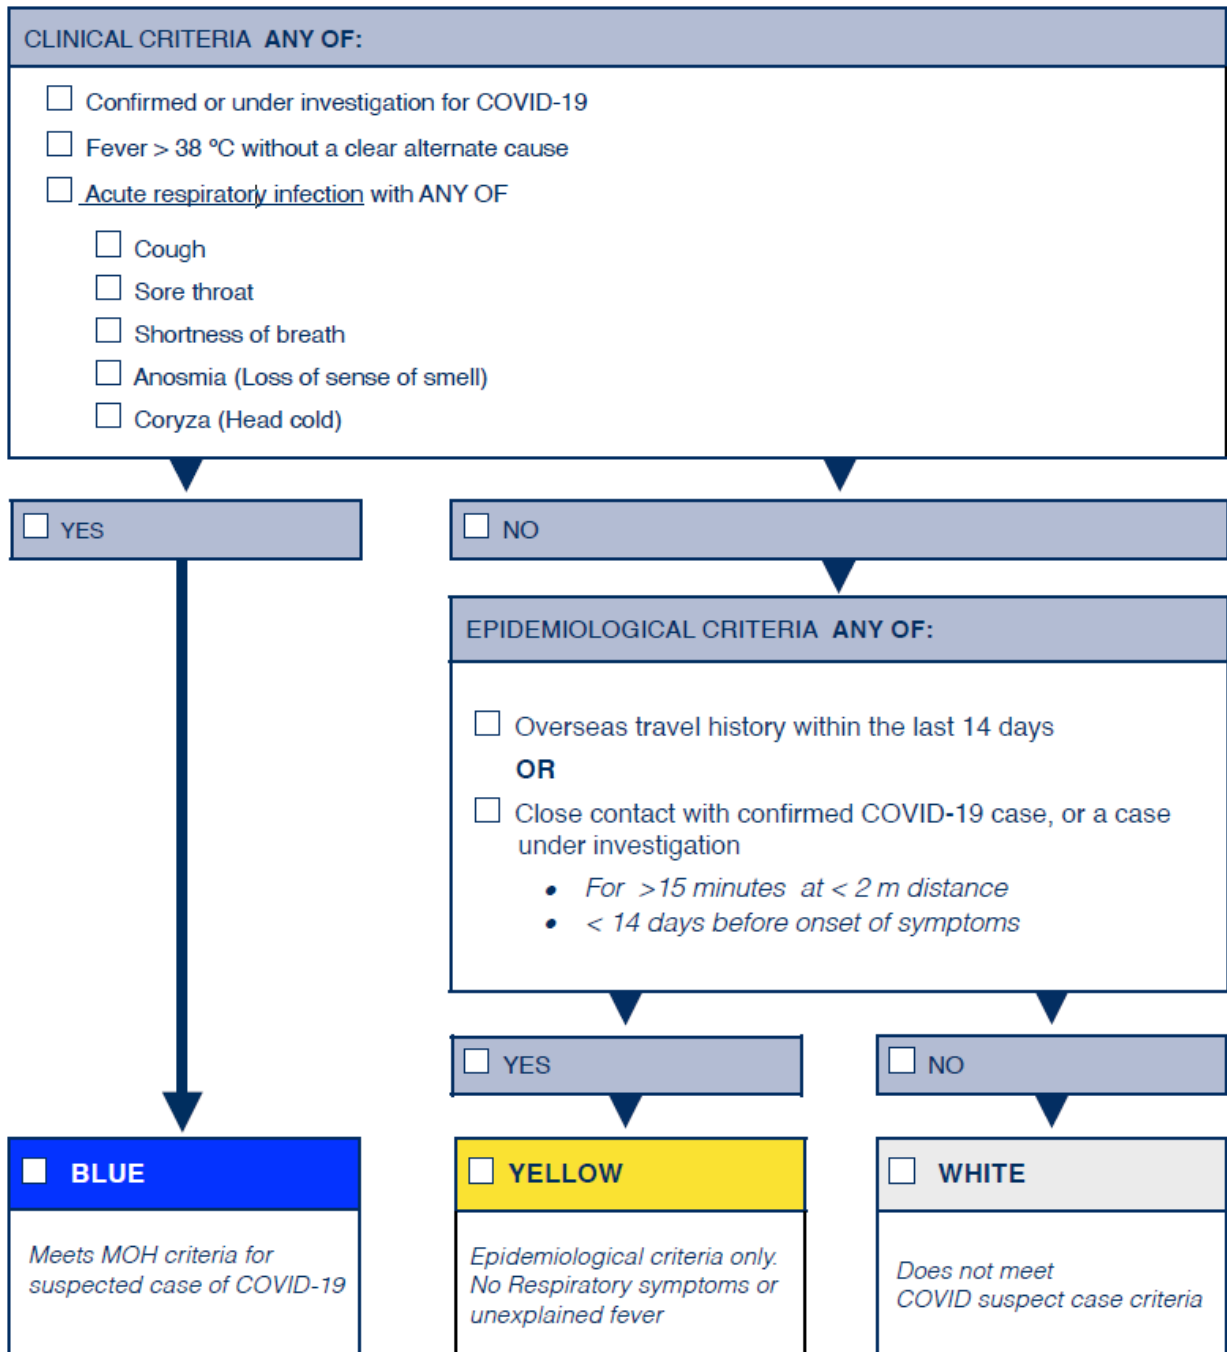 CLINICAL CRITERIA ANY OF:
Confirmed or under investigation for COVID-19
Fever > 38 ºC without a clear alternate cause
Acute respiratory infection with ANY OF
Cough
Sore throat
Shortness of breath
Anosmia (Loss of sense of smell)
Coryza (Head cold)
YES
NO
EPIDEMIOLOGICAL CRITERIA ANY OF:
Overseas travel history within the last 14 days
OR
Close contact with confirmed COVID-19 case, or a case
under investigation
• For >15 minutes at < 2 m distance
• < 14 days before onset of symptoms
YES
NO
BLUE
Meets MOH criteria for
suspected case of COVID-19
YELLOW
Epidemiological criteria only.
No Respiratory symptoms or
unexplained fever
WHITE
Does not meet
COVID suspect case criteria